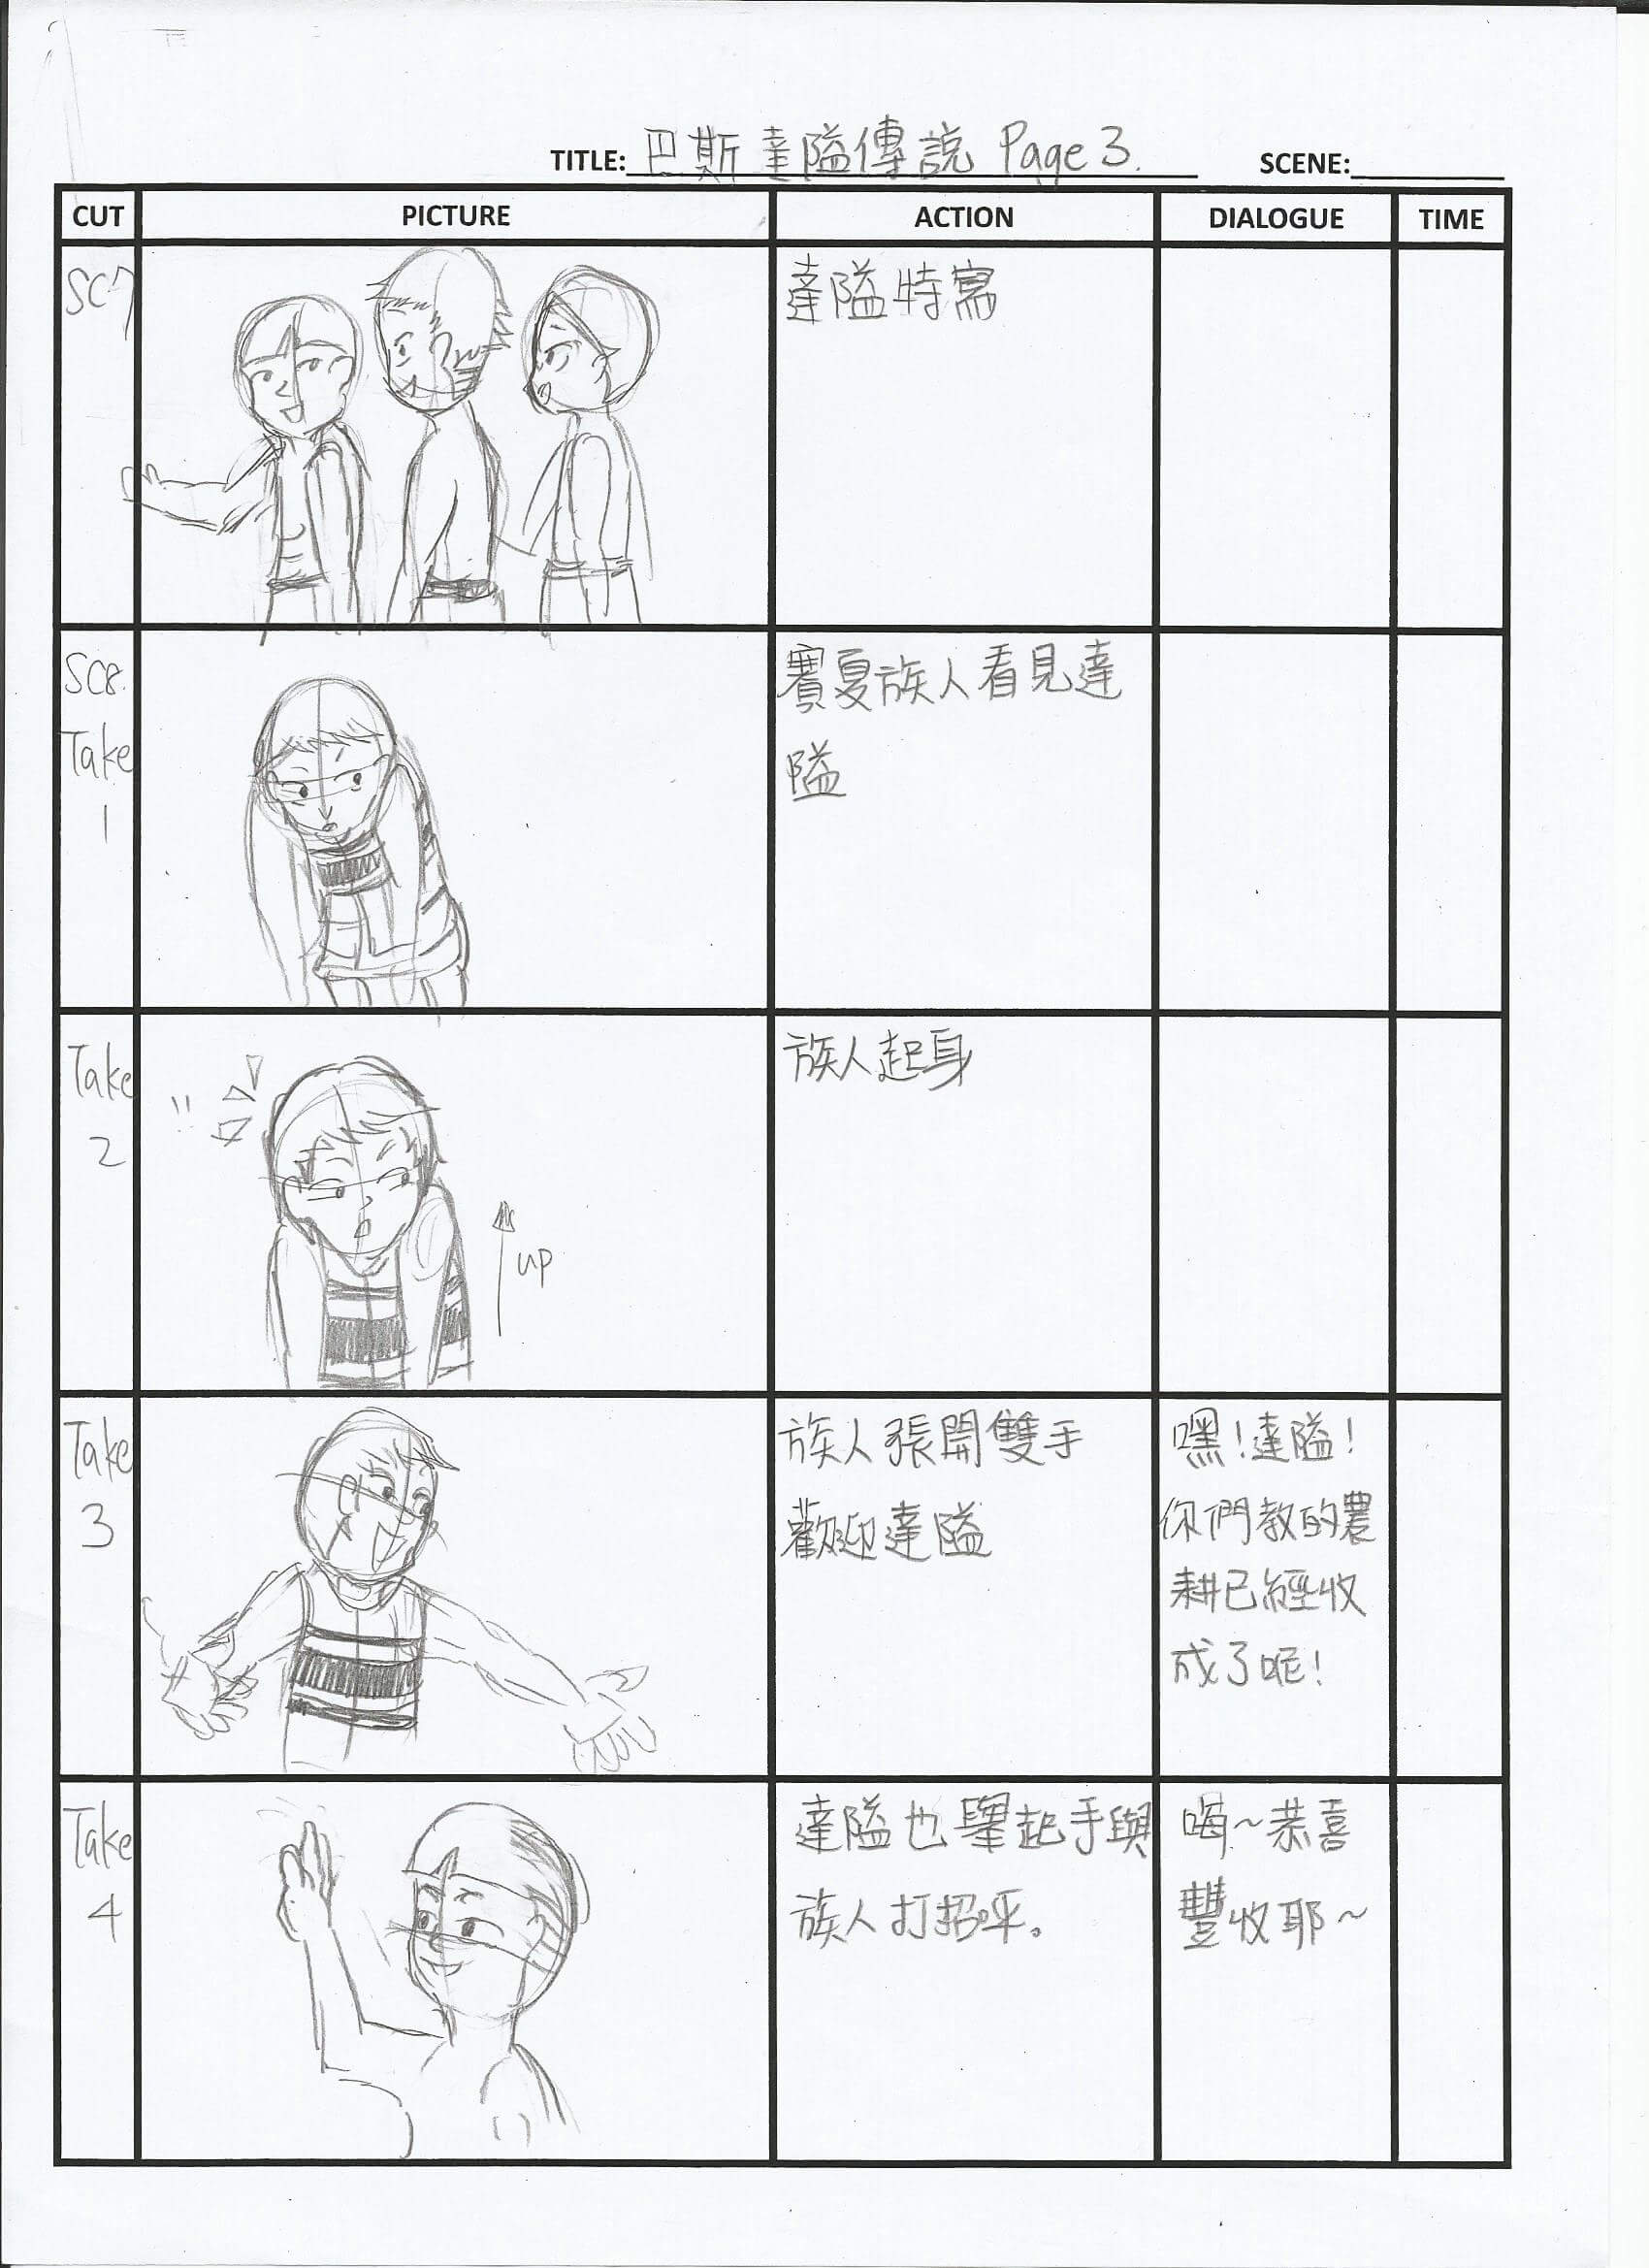 TITLE: 巴斯達隘傳說 Page 3.
SCENE:
CUT
PICTURE
ACTION
DIALOGUE
TIME
SC7
達隘特寫
SC8.
Take
1
賽夏族人看見達
隘
Take
2
up
族人起身
Take
3
族人張開雙手
歡迎達隘
嘿!達隘!
你們教的農
耕已經收
成了呢!
Take
4
達隘也舉起手與
族人打招呼。
嗨~恭喜
豐收耶~